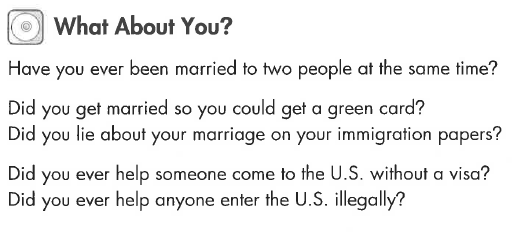 What About You?
Have you ever been married to two people at the same time?
Did you get married so you could get a green card?
Did you lie about your marriage on your immigration papers?
Did you ever help someone come to the U.S. without a visa?
Did you ever help anyone enter the U.S. illegally?